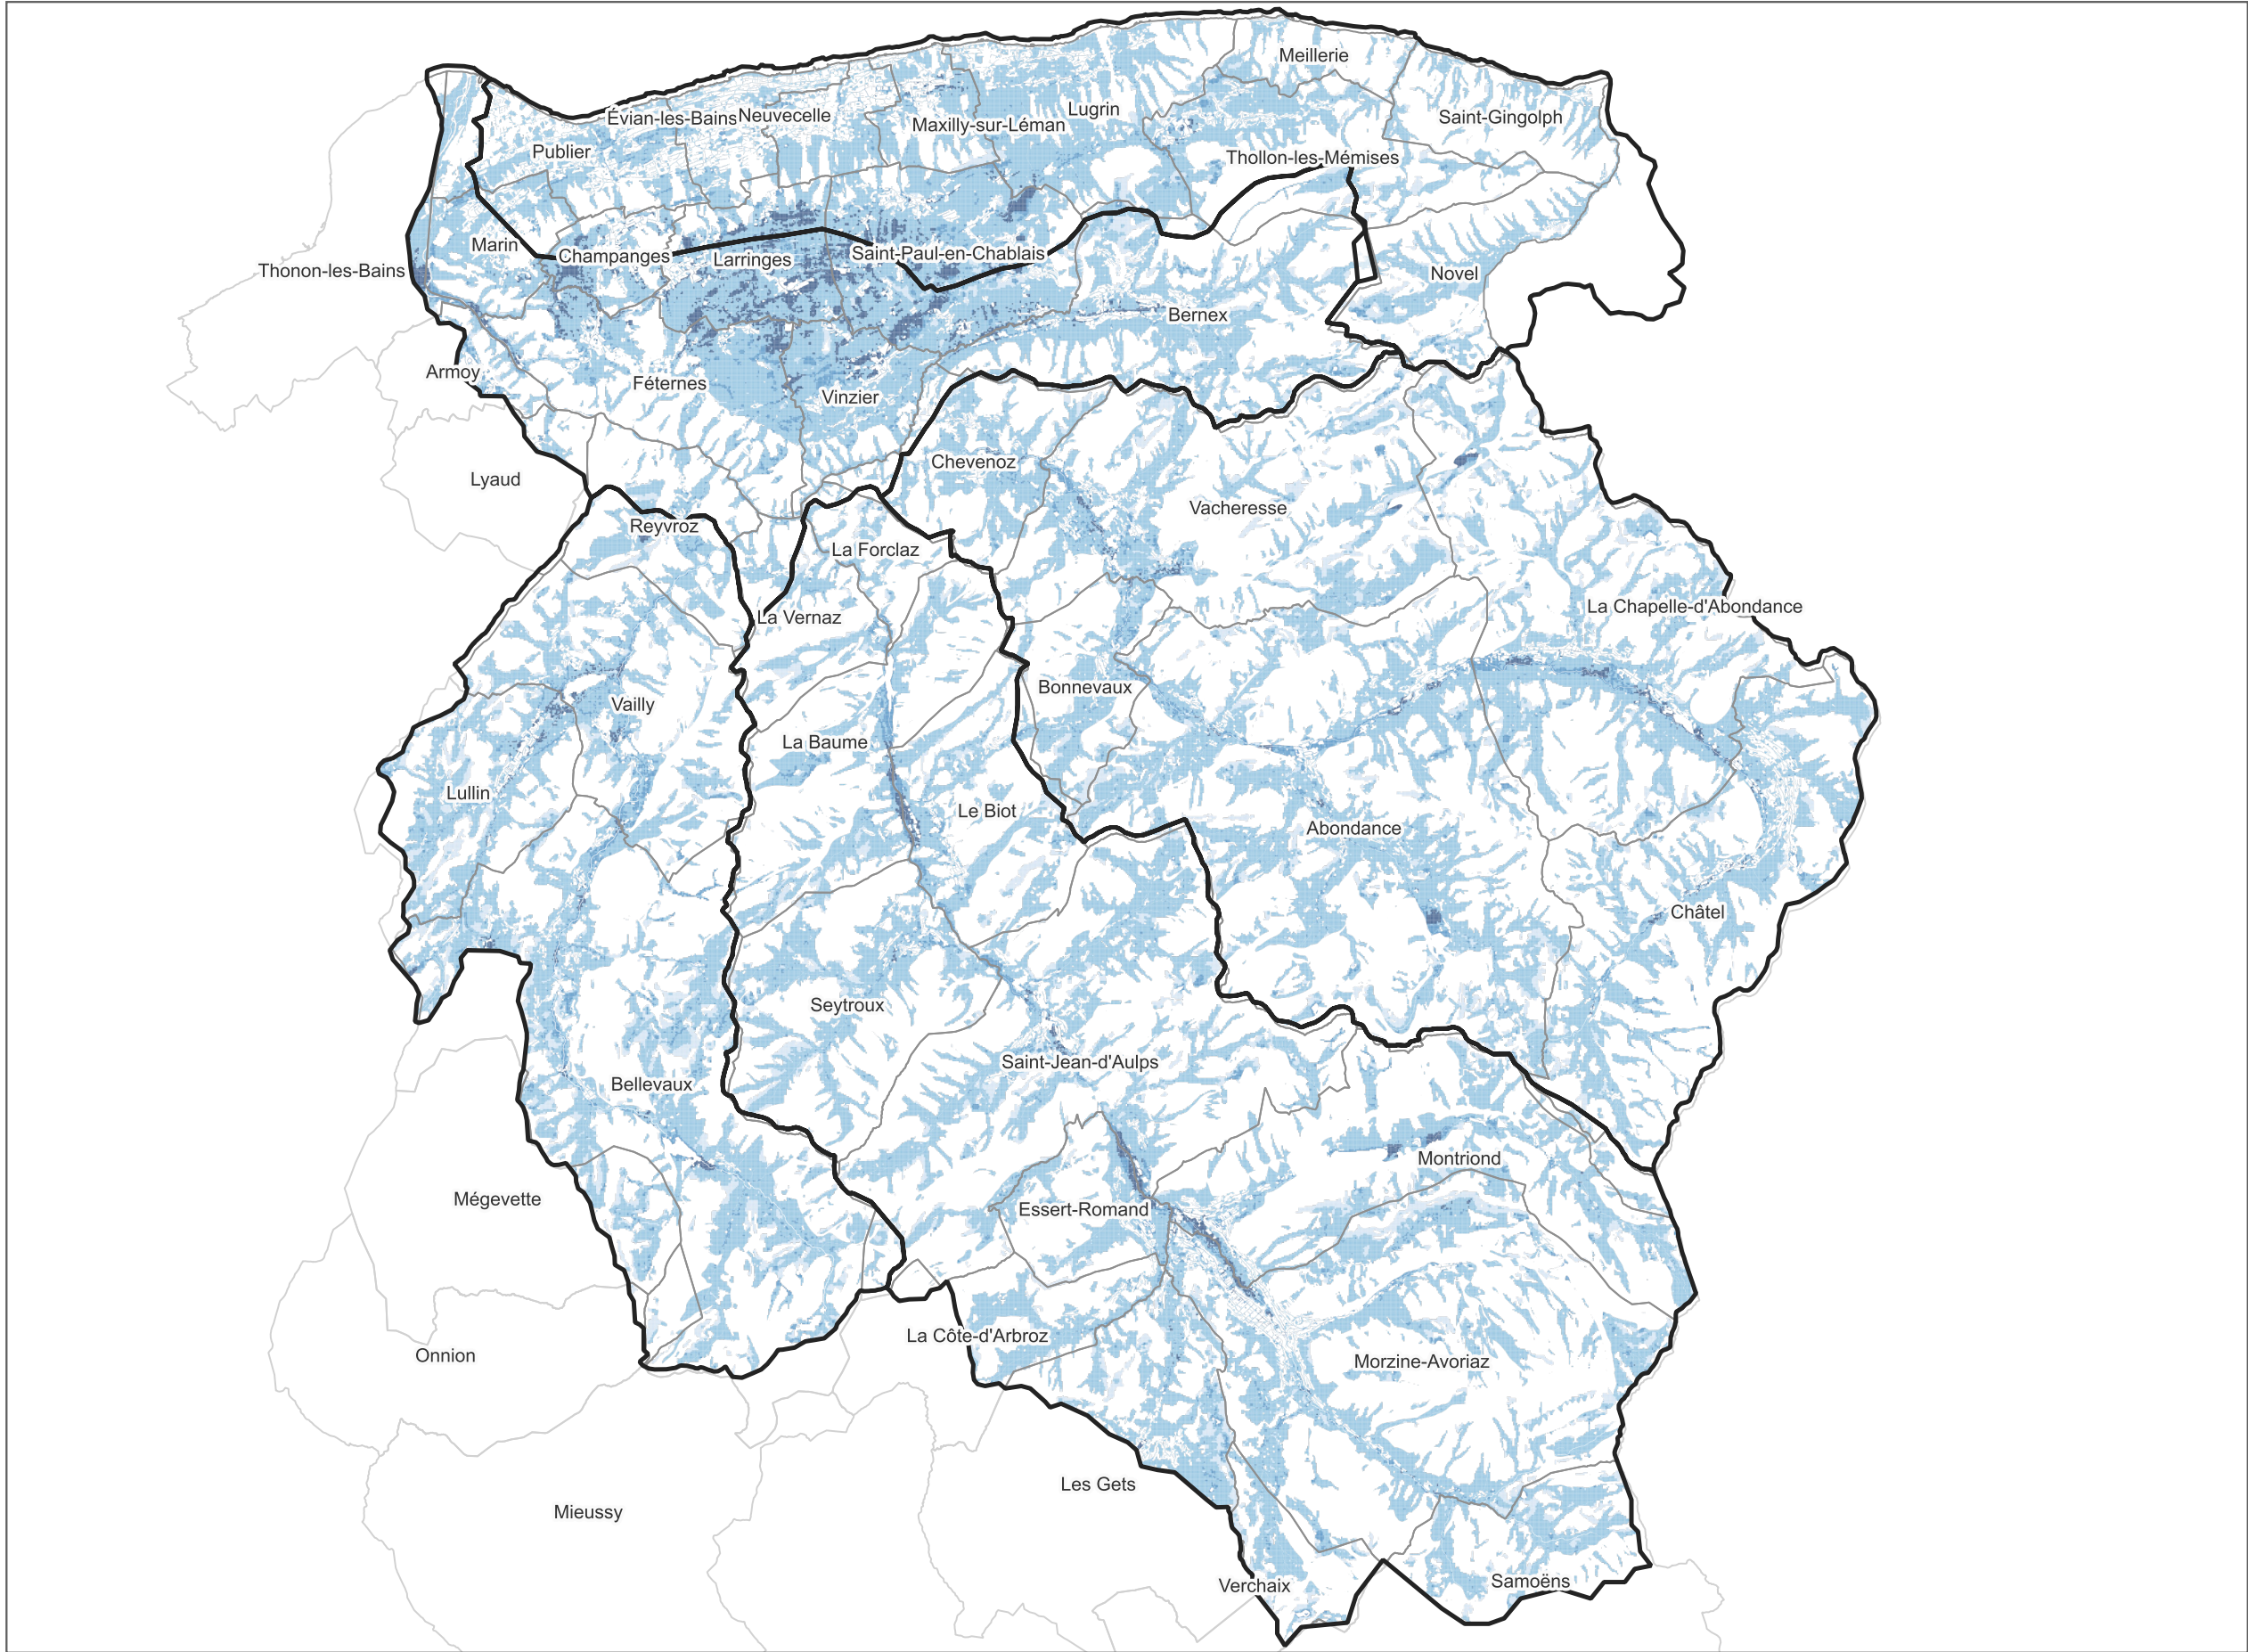 Meillerie
Lugrin
Évian-les-Bains
Neuvecelle
Saint-Gingolph
Maxilly-sur-Léman
Publier
Thollon-les-Mémises
Marin
Saint-Paul-en-Chablais
Champanges
Larringes
Thonon-les-Bains
Novel
Bernex
Armoy
Féternes
Vinzier
Chevenoz
Lyaud
Vacheresse
Reyvroz
La Forclaz
La Chapelle-d'Abondance
La Vernaz
Bonnevaux
Vailly
La Baume
Lullin
Le Biot
Abondance
Châtel
Seytroux
Saint-Jean-d'Aulps
Bellevaux
Montriond
Mégevette
Essert-Romand
La Côte-d'Arbroz
Onnion
Morzine-Avoriaz
Les Gets
Mieussy
Samoëns
Verchaix